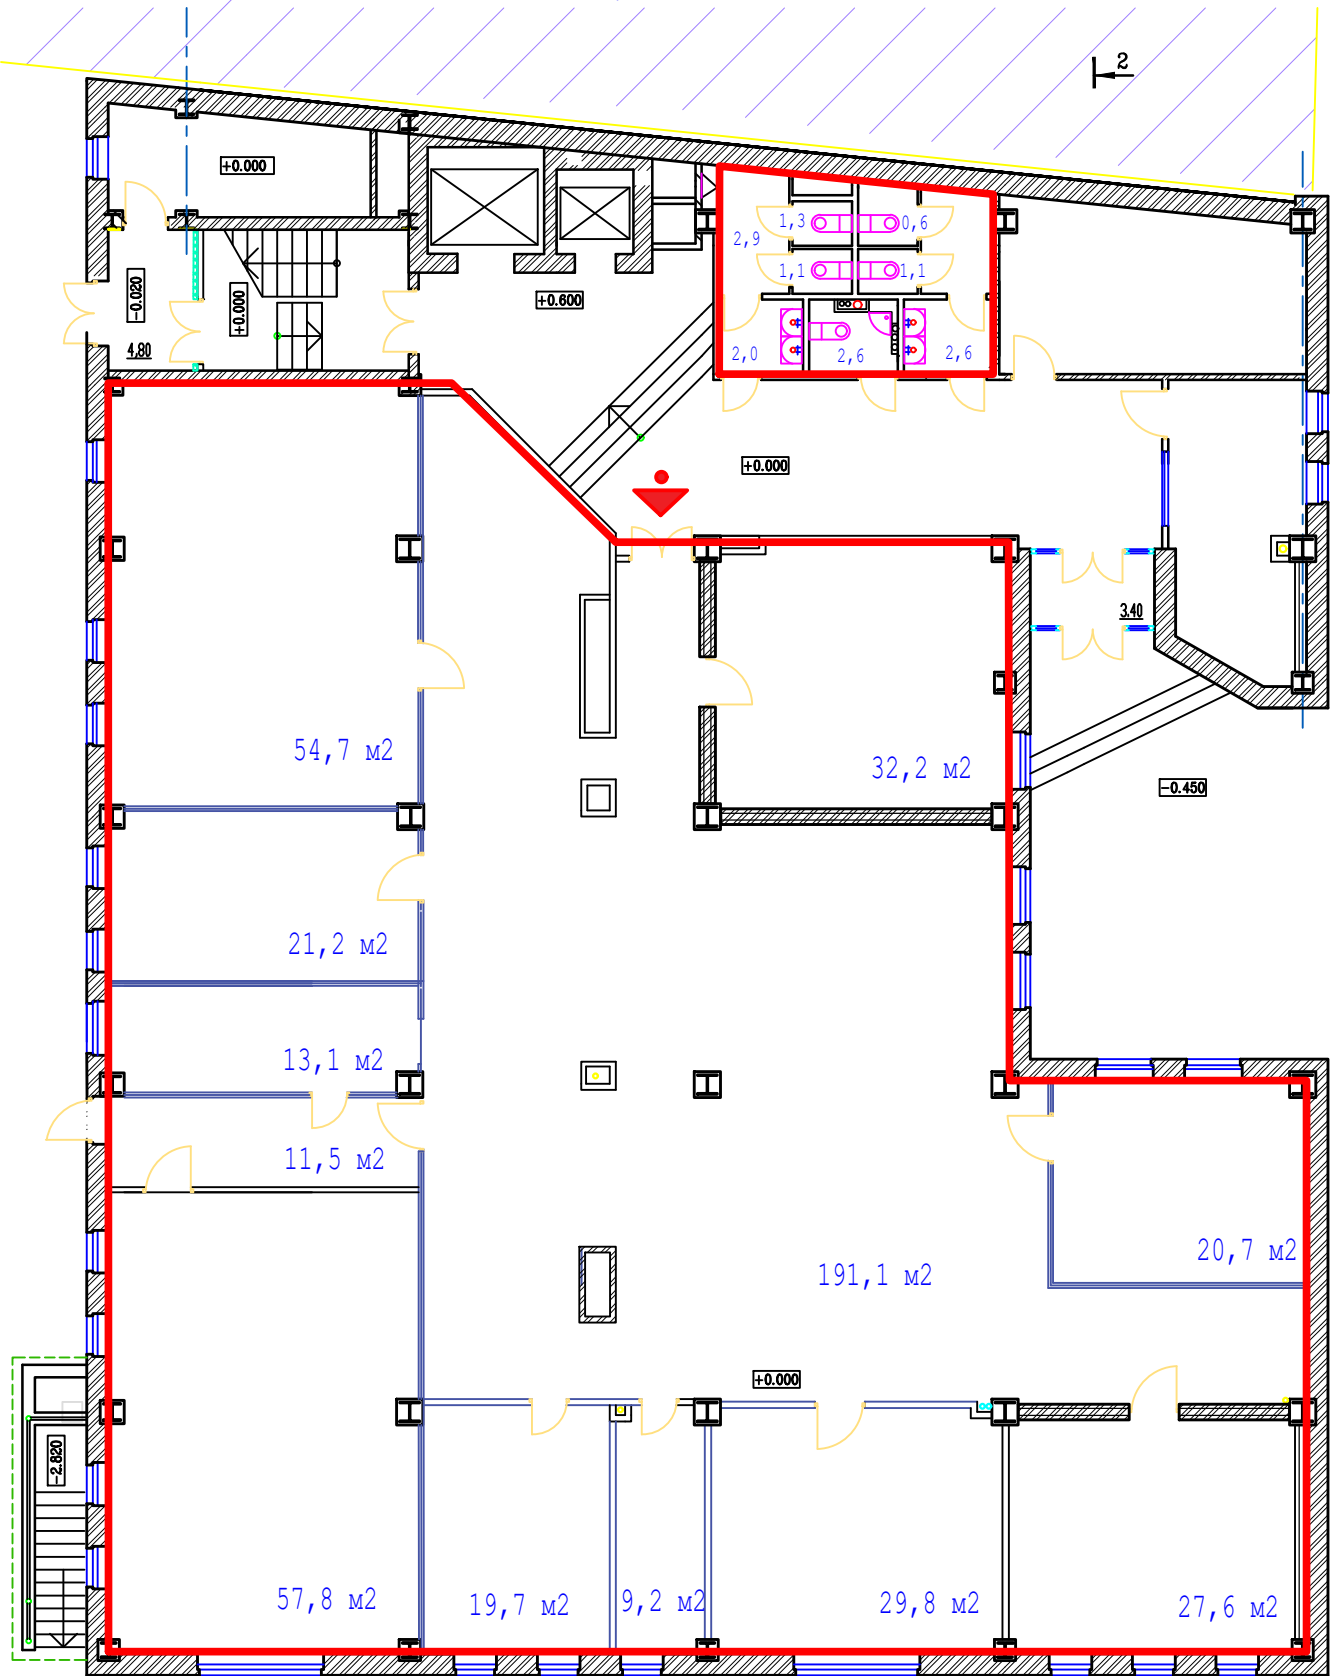 2
+0.000
1,3
0,6
2,9
1,1
1,1
-0.020
+0.000
+0.600
4,80
2,0
2,6
2,6
+0.000
3.40
54,7 м2
32,2 м2
-0.450
21,2 м2
13,1 м2
11,5 м2
20,7 м2
191,1 м2
+0.000
-2.820
57,8 м2
19,7 м2
9,2 м2
29,8 м2
27,6 м2